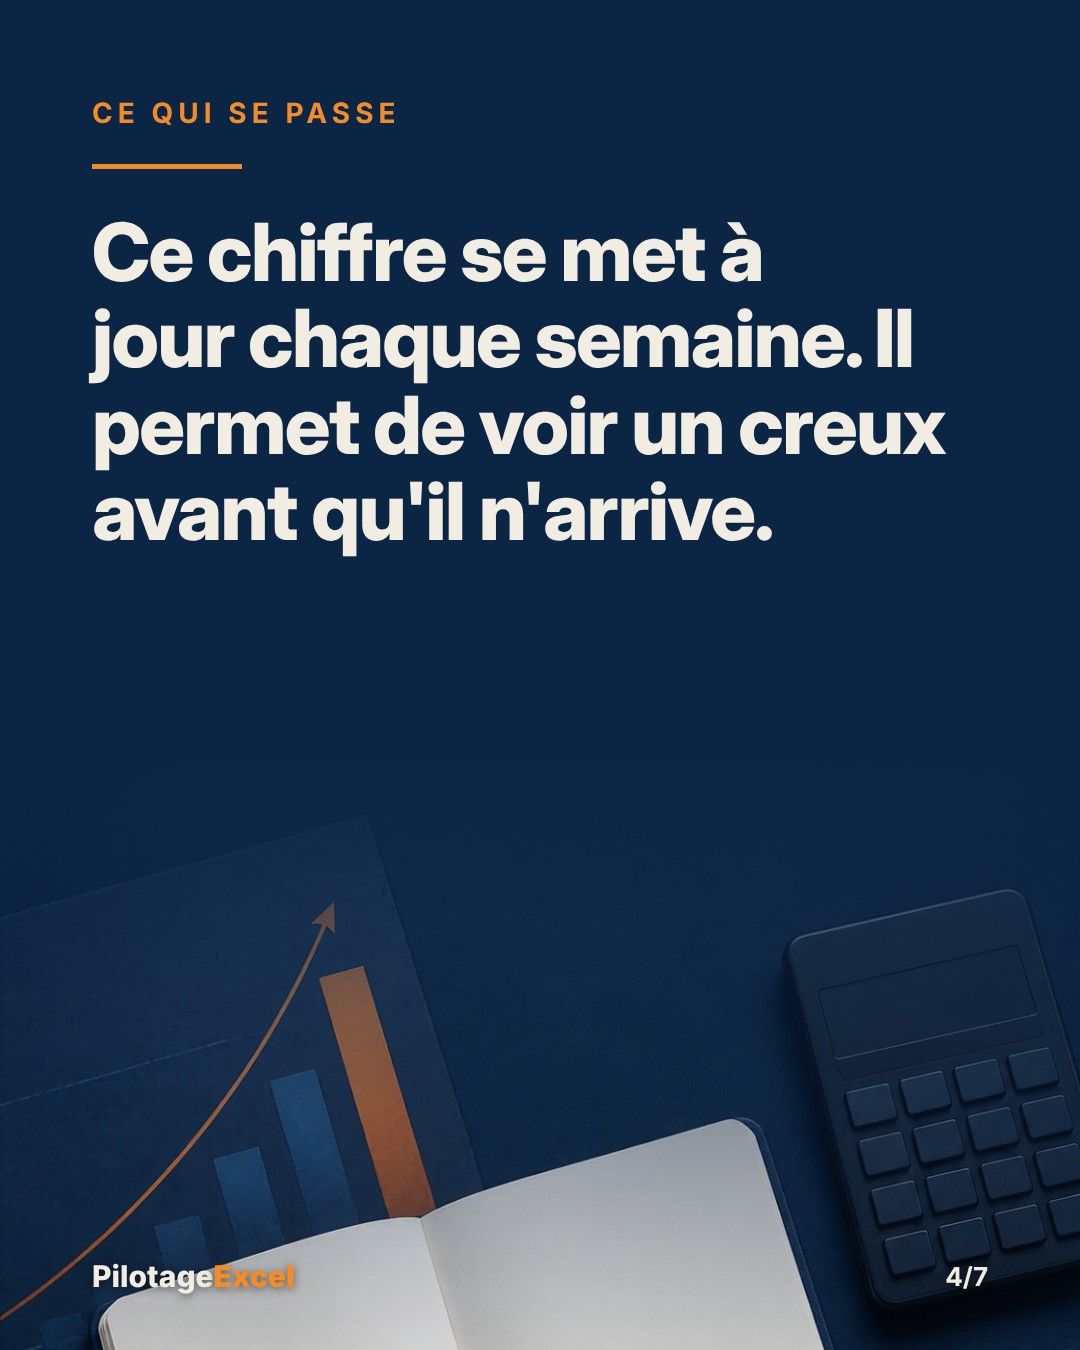 CE QUI SE PASSE
Ce chiffre se met à
jour chaque semaine. Il
permet de voir un creux
avant qu'il n'arrive.
PilotageExcel
4/7